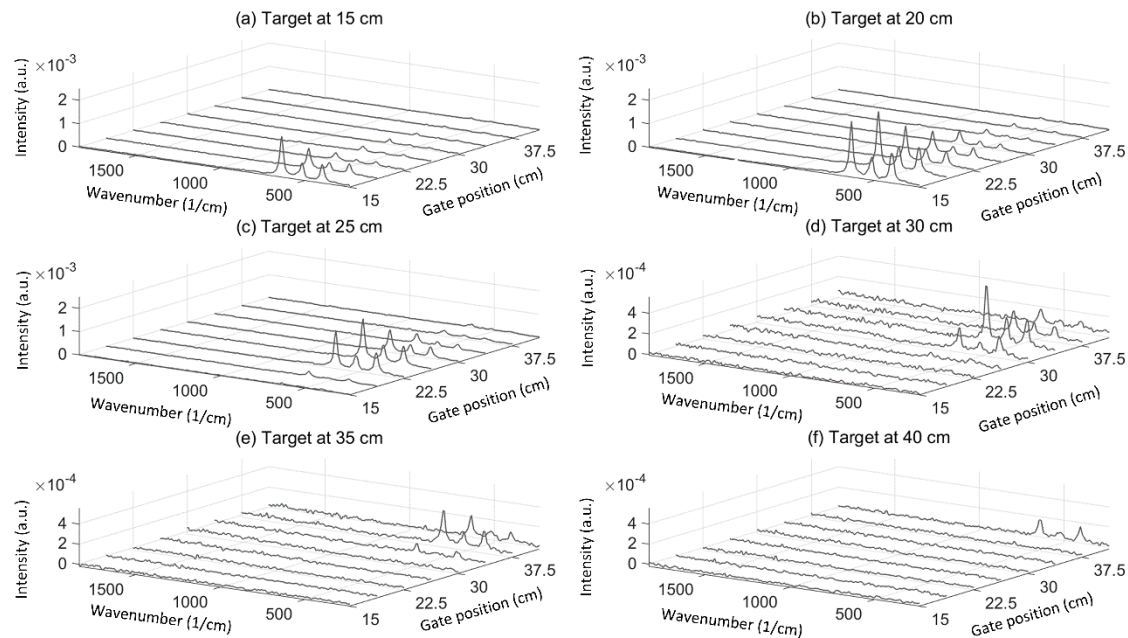 (a) Target at 15 cm
×10-3
Intensity (a.u.)
2
1
0
1500
1000
500
Wavenumber (1/cm)
15
22.5
30
37.5
Gate position (cm)
(b) Target at 20 cm
×10-3
Intensity (a.u.)
2
1
0
1500
1000
500
Wavenumber (1/cm)
15
22.5
30
37.5
Gate position (cm)
(c) Target at 25 cm
×10-3
Intensity (a.u.)
2
1
0
1500
1000
500
Wavenumber (1/cm)
15
22.5
30
37.5
Gate position (cm)
(d) Target at 30 cm
×10-4
Intensity (a.u.)
4
2
0
1500
1000
500
Wavenumber (1/cm)
15
22.5
30
37.5
Gate position (cm)
(e) Target at 35 cm
×10-4
Intensity (a.u.)
4
2
0
1500
1000
500
Wavenumber (1/cm)
15
22.5
30
37.5
Gate position (cm)
(f) Target at 40 cm
×10-4
Intensity (a.u.)
4
2
0
1500
1000
500
Wavenumber (1/cm)
15
22.5
30
37.5
Gate position (cm)